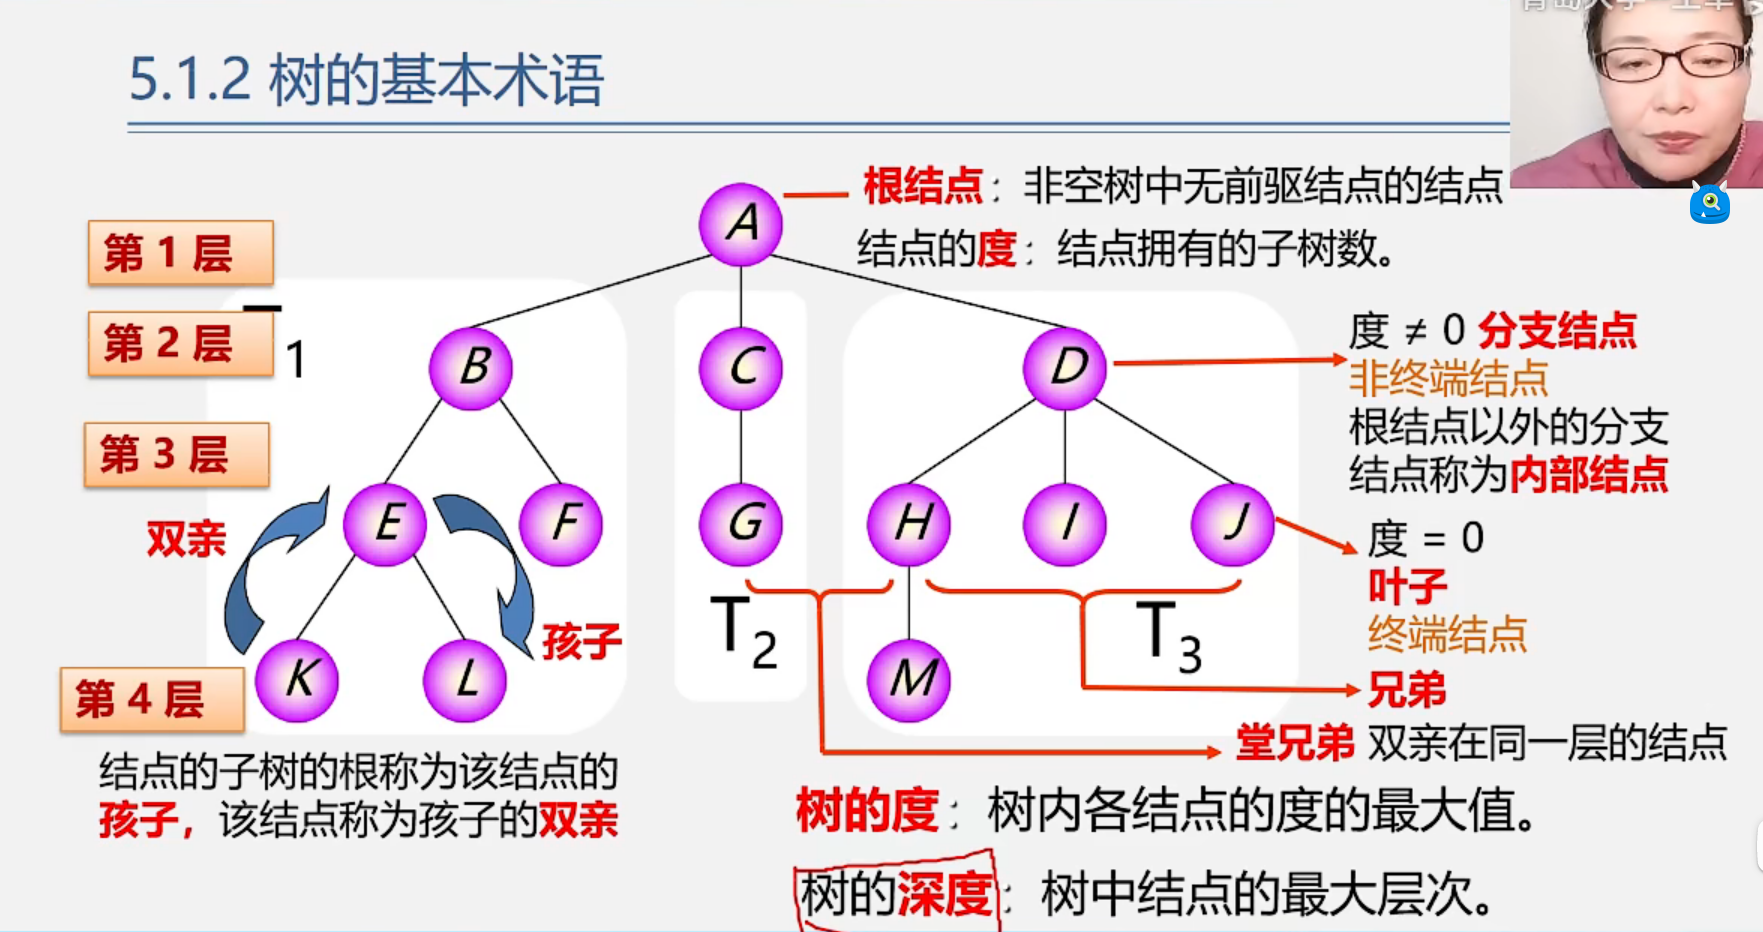 5.1.2 树的基本术语
根结点：非空树中无前驱结点的结点
结点的度：结点拥有的子树数。
第 1 层
第 2 层
第 3 层
第 4 层
A
B
C
D
E
F
G
H
I
J
K
L
M
1
T2
T3
双亲
孩子
度 ≠ 0 分支结点
非终端结点
根结点以外的分支
结点称为内部结点
度 = 0
叶子
终端结点
兄弟
堂兄弟 双亲在同一层的结点
结点的子树的根称为该结点的
孩子，该结点称为孩子的双亲
树的度：树内各结点的度的最大值。
树的深度：树中结点的最大层次。